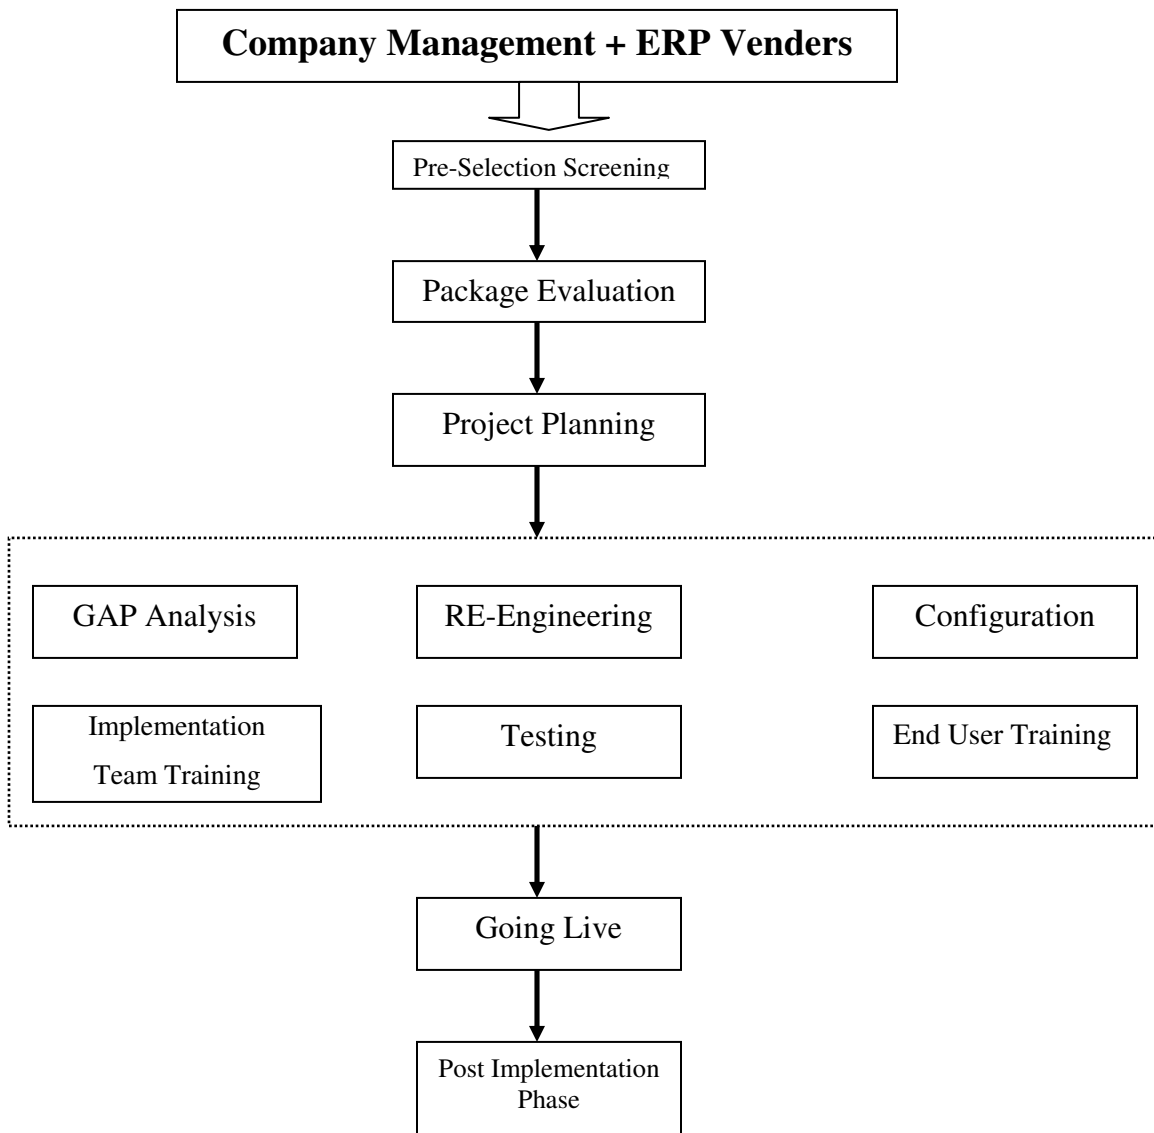 Company Management + ERP Venders
Pre-Selection Screening
Package Evaluation
Project Planning
GAP Analysis
RE-Engineering
Configuration
Implementation
Team Training
Testing
End User Training
Going Live
Post Implementation
Phase